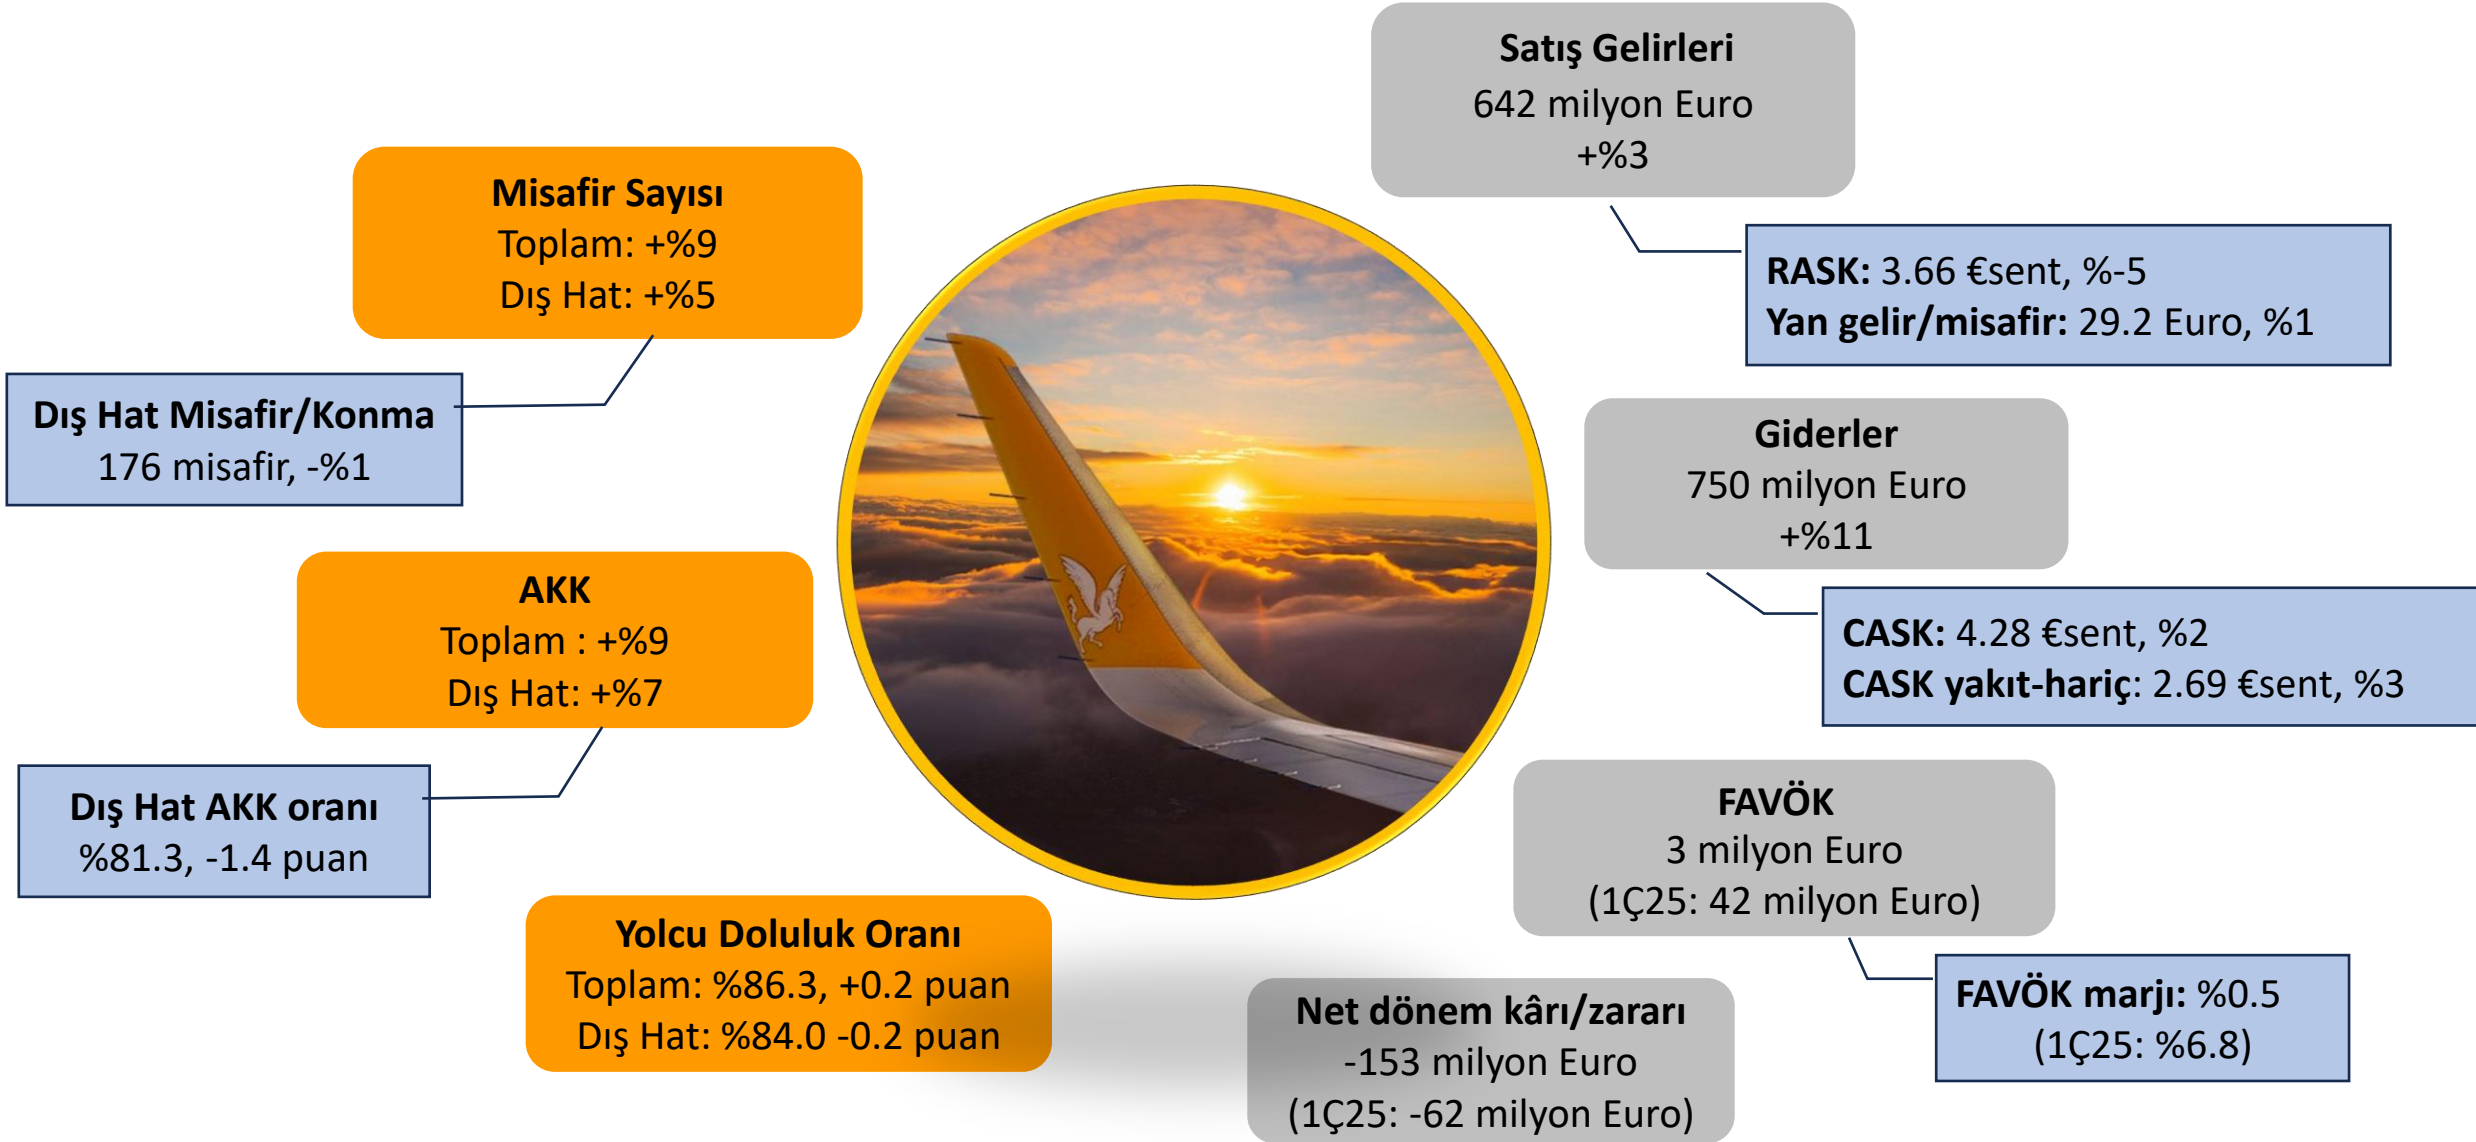 Satış Gelirleri
642 milyon Euro
+%3
RASK: 3.66 €sent, %-5
Yan gelir/misafir: 29.2 Euro, %1
Misafir Sayısı
Toplam: +%9
Dış Hat: +%5
Dış Hat Misafir/Konma
176 misafir, -%1
Giderler
750 milyon Euro
+%11
CASK: 4.28 €sent, %2
CASK yakıt-hariç: 2.69 €sent, %3
AKK
Toplam : +%9
Dış Hat: +%7
Dış Hat AKK oranı
%81.3, -1.4 puan
FAVÖK
3 milyon Euro
(1Ç25: 42 milyon Euro)
FAVÖK marjı: %0.5
(1Ç25: %6.8)
Yolcu Doluluk Oranı
Toplam: %86.3, +0.2 puan
Dış Hat: %84.0 -0.2 puan
Net dönem kârı/zararı
-153 milyon Euro
(1Ç25: -62 milyon Euro)